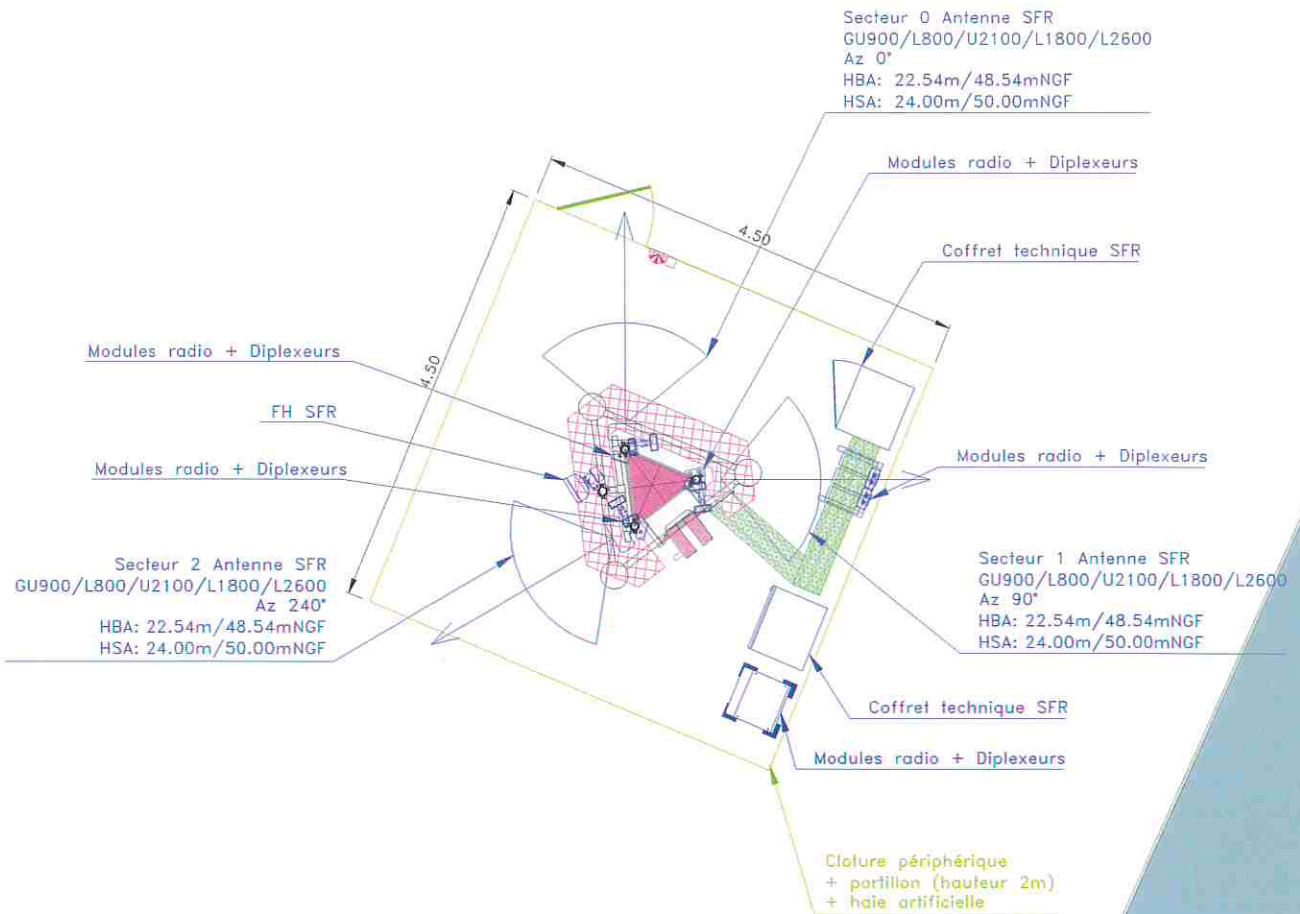 Secteur 0 Antenne SFR
GU900/L800/U2100/L1800/L2600
Az 0°
HBA: 22.54m/48.54mNGF
HSA: 24.00m/50.00mNGF
Modules radio + Diplexeurs
4.50
Coffret technique SFR
Modules radio + Diplexeurs
4.50
FH SFR
Modules radio + Diplexeurs
Modules radio + Diplexeurs
Secteur 2 Antenne SFR
GU900/L800/U2100/L1800/L2600
Az 240°
HBA: 22.54m/48.54mNGF
HSA: 24.00m/50.00mNGF
Secteur 1 Antenne SFR
GU900/L800/U2100/L1800/L2600
Az 90°
HBA: 22.54m/48.54mNGF
HSA: 24.00m/50.00mNGF
Coffret technique SFR
Modules radio + Diplexeurs
Cloture périphérique
+ portillon (hauteur 2m)
+ haie artificielle